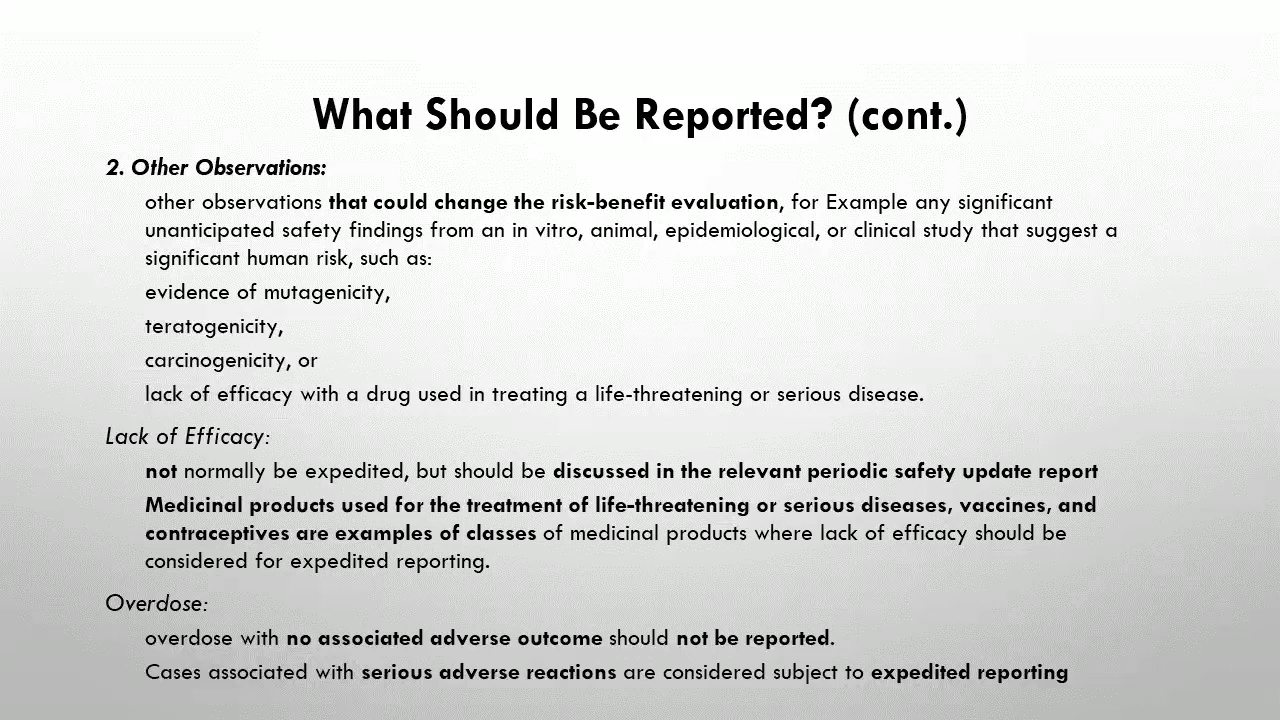 What Should Be Reported? (cont.)
2. Other Observations:
other observations that could change the risk-benefit evaluation, for Example any significant
unanticipated safety findings from an in vitro, animal, epidemiological, or clinical study that suggest a
significant human risk, such as:
evidence of mutagenicity,
teratogenicity,
carcinogenicity, or
lack of efficacy with a drug used in treating a life-threatening or serious disease.
Lack of Efficacy:
not normally be expedited, but should be discussed in the relevant periodic safety update report
Medicinal products used for the treatment of life-threatening or serious diseases, vaccines, and
contraceptives are examples of classes of medicinal products where lack of efficacy should be
considered for expedited reporting.
Overdose:
overdose with no associated adverse outcome should not be reported.
Cases associated with serious adverse reactions are considered subject to expedited reporting